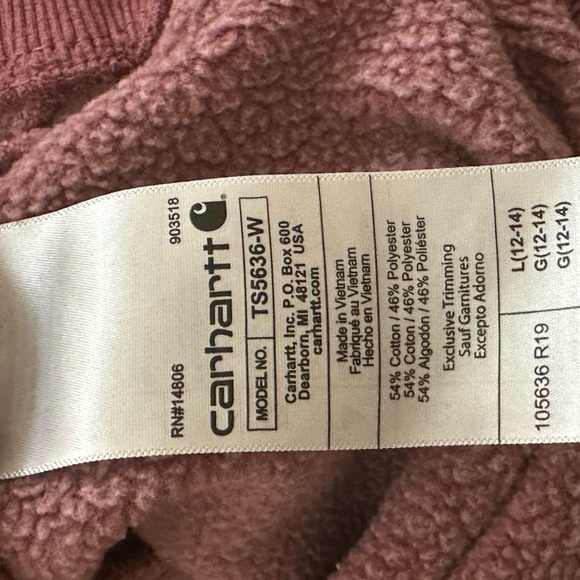 RN#14806 903518
carhartt
MODEL NO. TS5636-W
Carhartt, Inc. P.O. Box 600
Dearborn, MI 48121 USA
carhartt.com
Made in Vietnam
Fabriqué au Vietnam
Hecho en Vietnam
54% Cotton / 46% Polyester
54% Coton / 46% Polyester
54% Algodón / 46% Poliéster
Exclusive Trimming
Sauf Garnitures
Excepto Adorno
105636 R19
L(12-14)
G(12-14)
G(12-14)